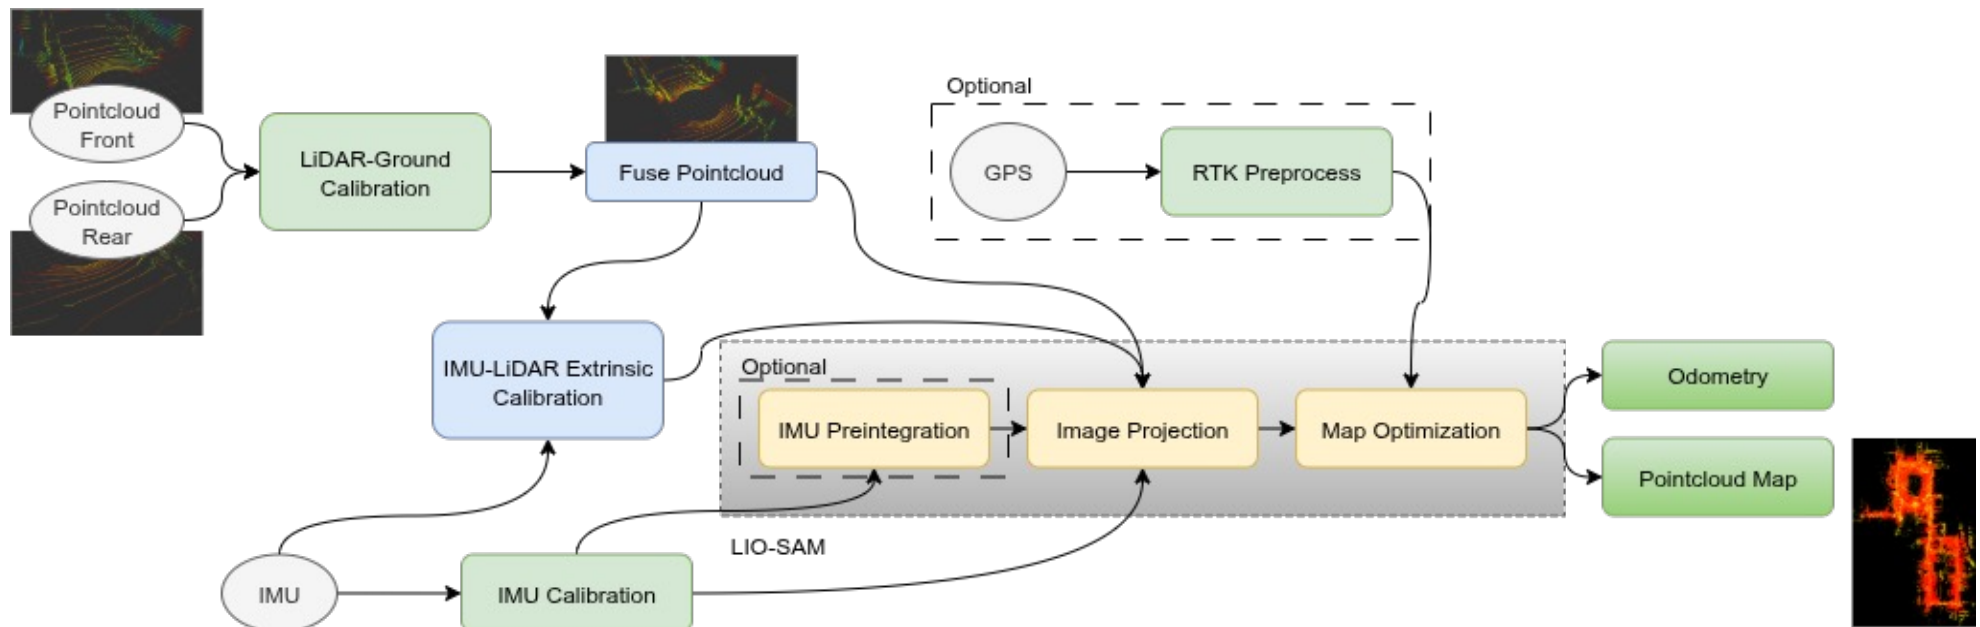 Optional
Pointcloud
Front
LiDAR-Ground
Calibration
Fuse Pointcloud
GPS
RTK Preprocess
Pointcloud
Rear
IMU-LiDAR Extrinsic
Calibration
Optional
IMU Preintegration
Image Projection
Map Optimization
Odometry
Pointcloud Map
LIO-SAM
IMU
IMU Calibration